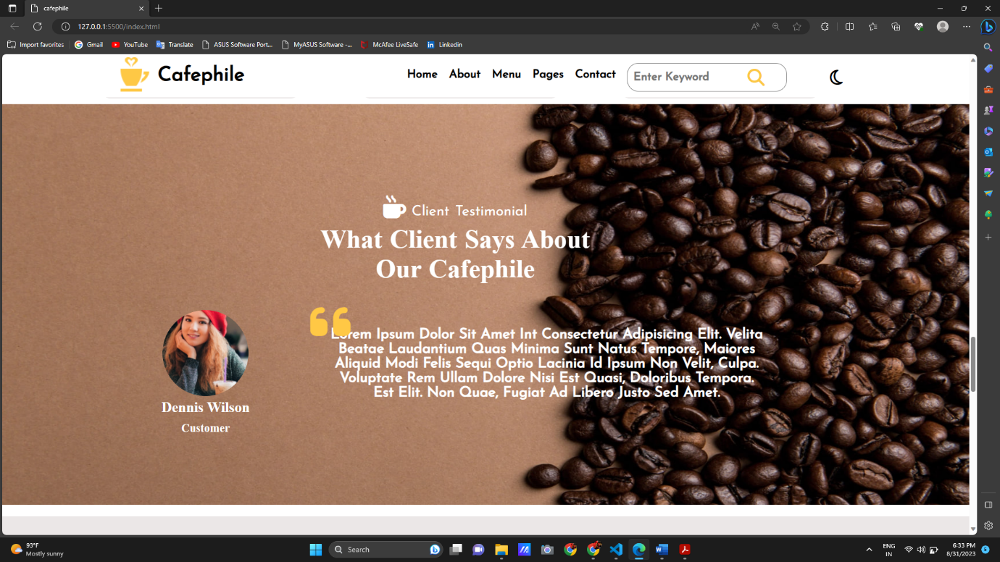 cafephile
127.0.0.1:5500/index.html
Import favorites Gmail YouTube Translate ASUS Software Port... MyASUS Software -... McAfee LiveSafe Linkedin
Cafephile
Home About Menu Pages Contact Enter Keyword
Client Testimonial
What Client Says About
Our Cafephile
Lorem Ipsum Dolor Sit Amet Int Consectetur Adipisicing Elit. Velita
Beatae Laudantium Quas Minima Sunt Natus Tempore, Maiores
Aliquid Modi Felis Sequi Optio Lacinia Id Ipsum Non Velit, Culpa.
Voluptate Rem Ullam Dolore Nisi Est Quasi, Doloribus Tempora.
Est Elit. Non Quae, Fugiat Ad Libero Justo Sed Amet.
Dennis Wilson
Customer
93°F
Mostly sunny
Search
ENG
IN
6:33 PM
8/31/2023